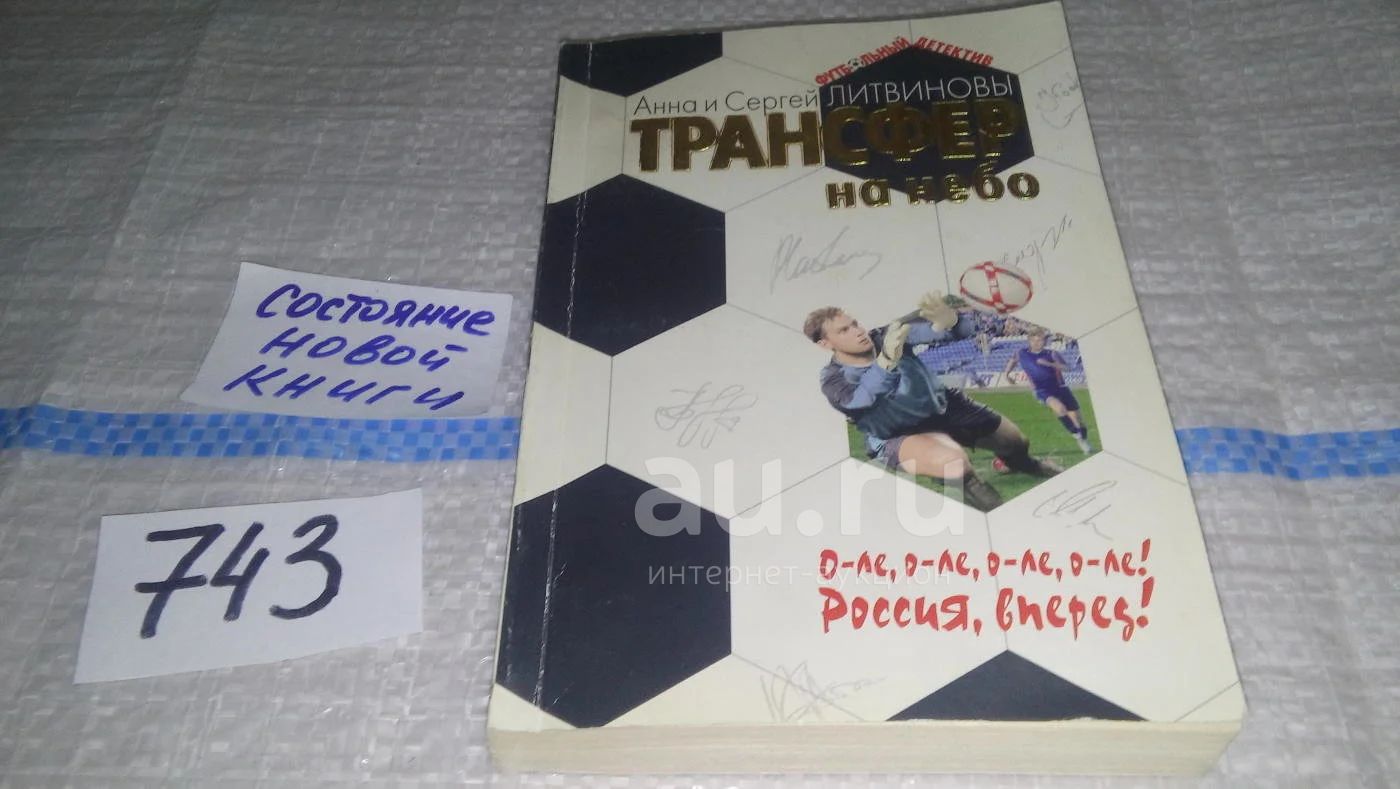 ФУТБОЛЬНЫЙ ДЕТЕКТИВ
Анна и Сергей ЛИТВИНОВЫ
ТРАНСФЕР
на небо
состояние
новой
книги
743
au.ru
интернет-аукцион
О-ле, о-ле, о-ле, о-ле!
Россия, вперед!